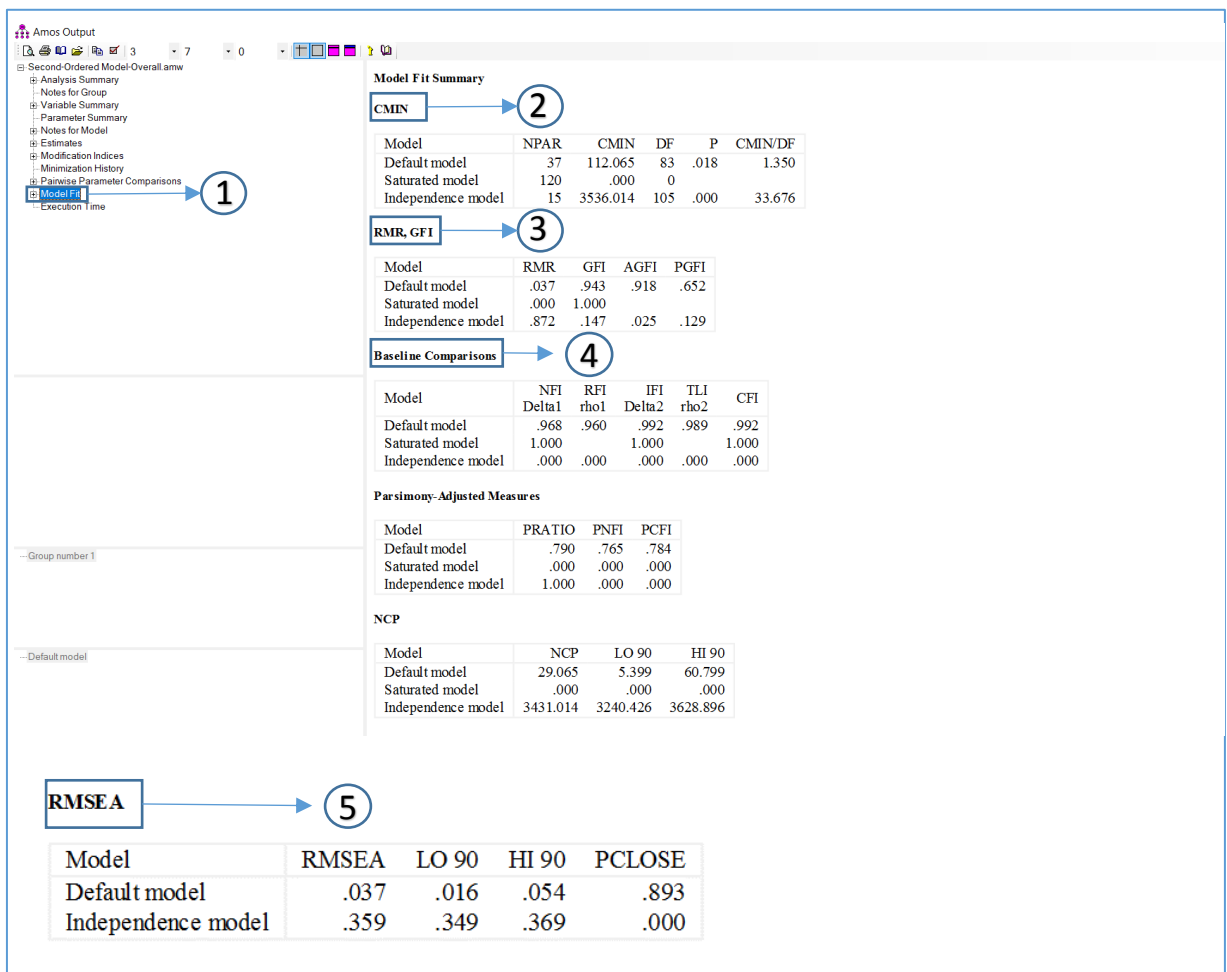 Amos Output
3 7 0
Second-Ordered Model-Overall.amw
Analysis Summary
Notes for Group
Variable Summary
Parameter Summary
Notes for Model
Estimates
Modification Indices
Minimization History
Pairwise Parameter Comparisons
Model Fit
1
Execution Time
Group number 1
Default model
Model Fit Summary
CMIN
2
Model NPAR CMIN DF P CMIN/DF
Default model 37 112.065 83 .018 1.350
Saturated model 120 .000 0
Independence model 15 3536.014 105 .000 33.676
RMR, GFI
3
Model RMR GFI AGFI PGFI
Default model .037 .943 .918 .652
Saturated model .000 1.000
Independence model .872 .147 .025 .129
Baseline Comparisons
4
Model NFI RFI IFI TLI CFI
Delta1 rho1 Delta2 rho2
Default model .968 .960 .992 .989 .992
Saturated model 1.000 1.000 1.000
Independence model .000 .000 .000 .000 .000
Parsimony-Adjusted Measures
Model PRATIO PNFI PCFI
Default model .790 .765 .784
Saturated model .000 .000 .000
Independence model 1.000 .000 .000
NCP
Model NCP LO 90 HI 90
Default model 29.065 5.399 60.799
Saturated model .000 .000 .000
Independence model 3431.014 3240.426 3628.896
RMSEA
5
Model RMSEA LO 90 HI 90 PCLOSE
Default model .037 .016 .054 .893
Independence model .359 .349 .369 .000